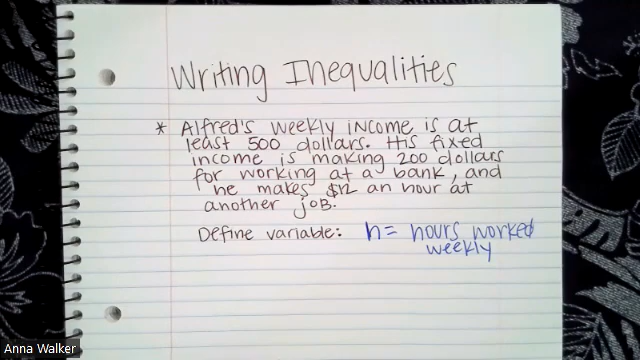 Writing Inequalities
* Alfred's weekly income is at
least 500 dollars. His fixed
income is making 200 dollars
for working at a bank, and
he makes $12 an hour at
another job.
Define variable: h = hours worked
weekly
Anna Walker